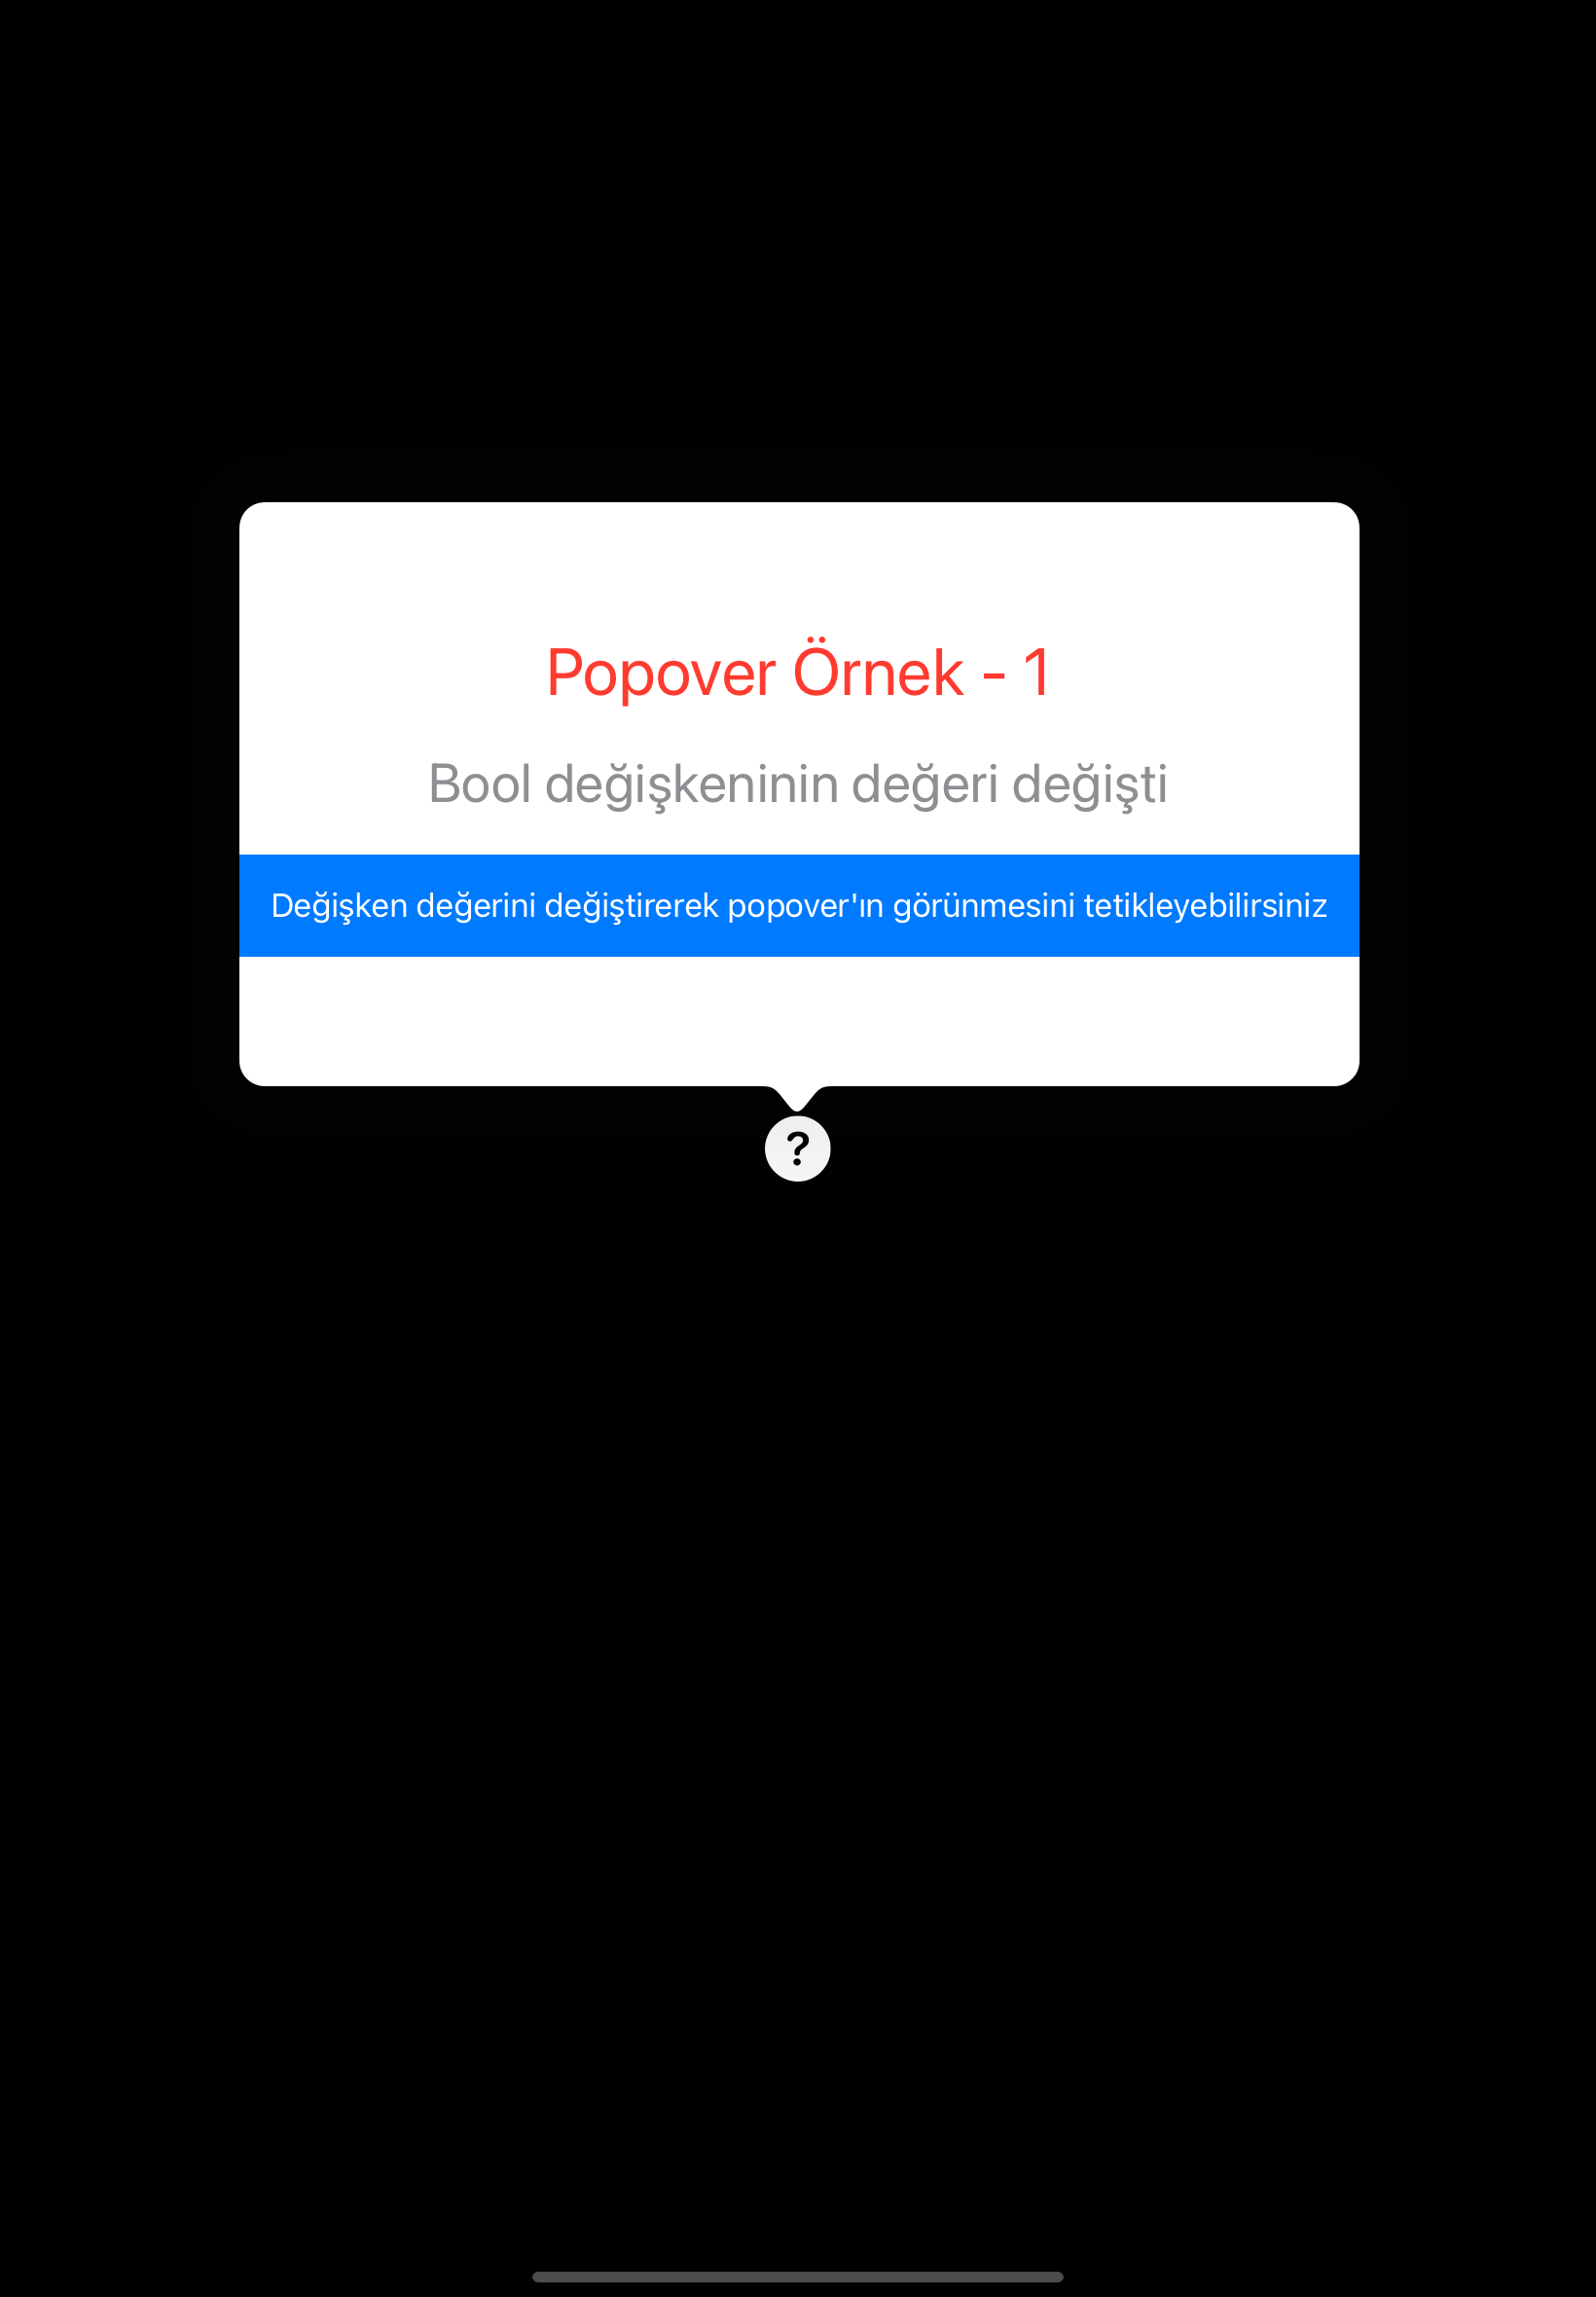 Popover Örnek - 1
Bool değişkeninin değeri değişti
Değişken değerini değiştirerek popover'ın görünmesini tetikleyebilirsiniz
?